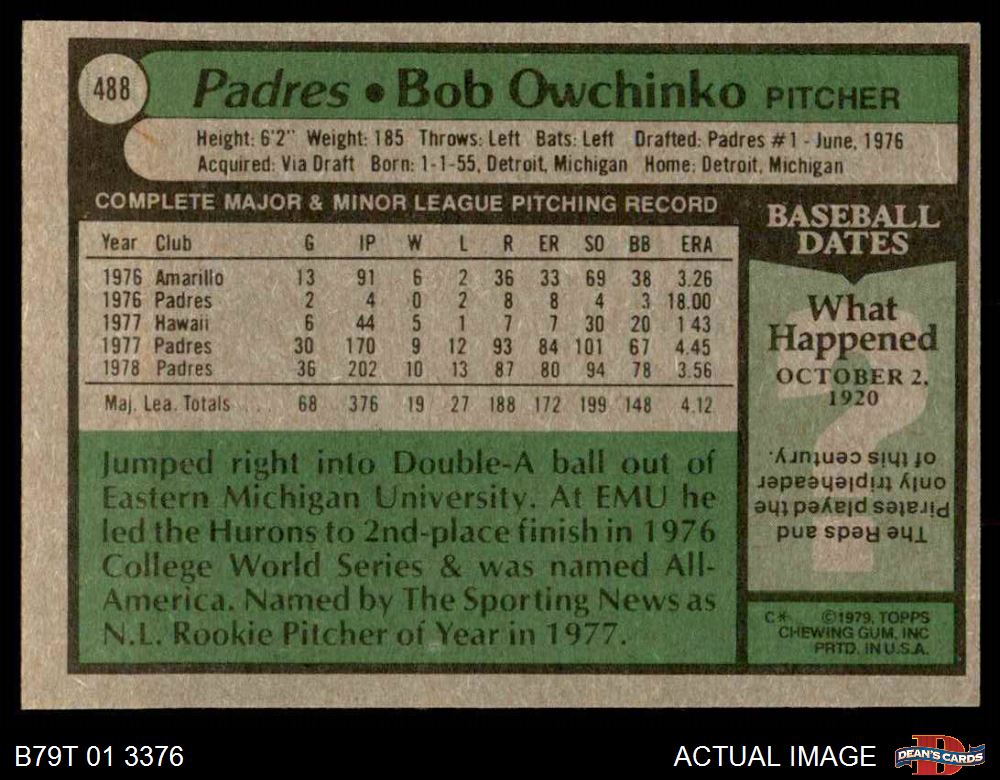 488
Padres • Bob Owchinko PITCHER
Height: 6'2" Weight: 185 Throws: Left Bats: Left Drafted: Padres #1 - June, 1976
Acquired: Via Draft Born: 1-1-55, Detroit, Michigan Home: Detroit, Michigan
COMPLETE MAJOR & MINOR LEAGUE PITCHING RECORD
Year Club G IP W L R ER SO BB ERA
1976 Amarillo 13 91 6 2 36 33 69 38 3.26
1976 Padres 2 4 0 2 8 8 4 3 18.00
1977 Hawaii 6 44 5 1 7 7 30 20 1 43
1977 Padres 30 170 9 12 93 84 101 67 4.45
1978 Padres 36 202 10 13 87 80 94 78 3.56
Maj. Lea. Totals ... 68 376 19 27 188 172 199 148 4.12
Jumped right into Double-A ball out of
Eastern Michigan University. At EMU he
led the Hurons to 2nd-place finish in 1976
College World Series & was named All-
America. Named by The Sporting News as
N.L. Rookie Pitcher of Year in 1977.
BASEBALL
DATES
What
Happened
OCTOBER 2,
1920
?
The Reds and
Pirates played the
only tripleheader
of this century.
C* ©1979, TOPPS
CHEWING GUM, INC
PRTD. IN U.S.A.
B79T 01 3376
ACTUAL IMAGE
D
DEAN'S CARDS